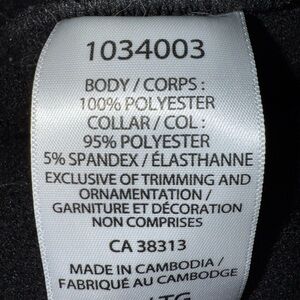 1034003
BODY / CORPS :
100% POLYESTER
COLLAR / COL :
95% POLYESTER
5% SPANDEX / ÉLASTHANNE
EXCLUSIVE OF TRIMMING AND
ORNAMENTATION /
GARNITURE ET DÉCORATION
NON COMPRISES
CA 38313
MADE IN CAMBODIA /
FABRIQUÉ AU CAMBODGE
/ TG